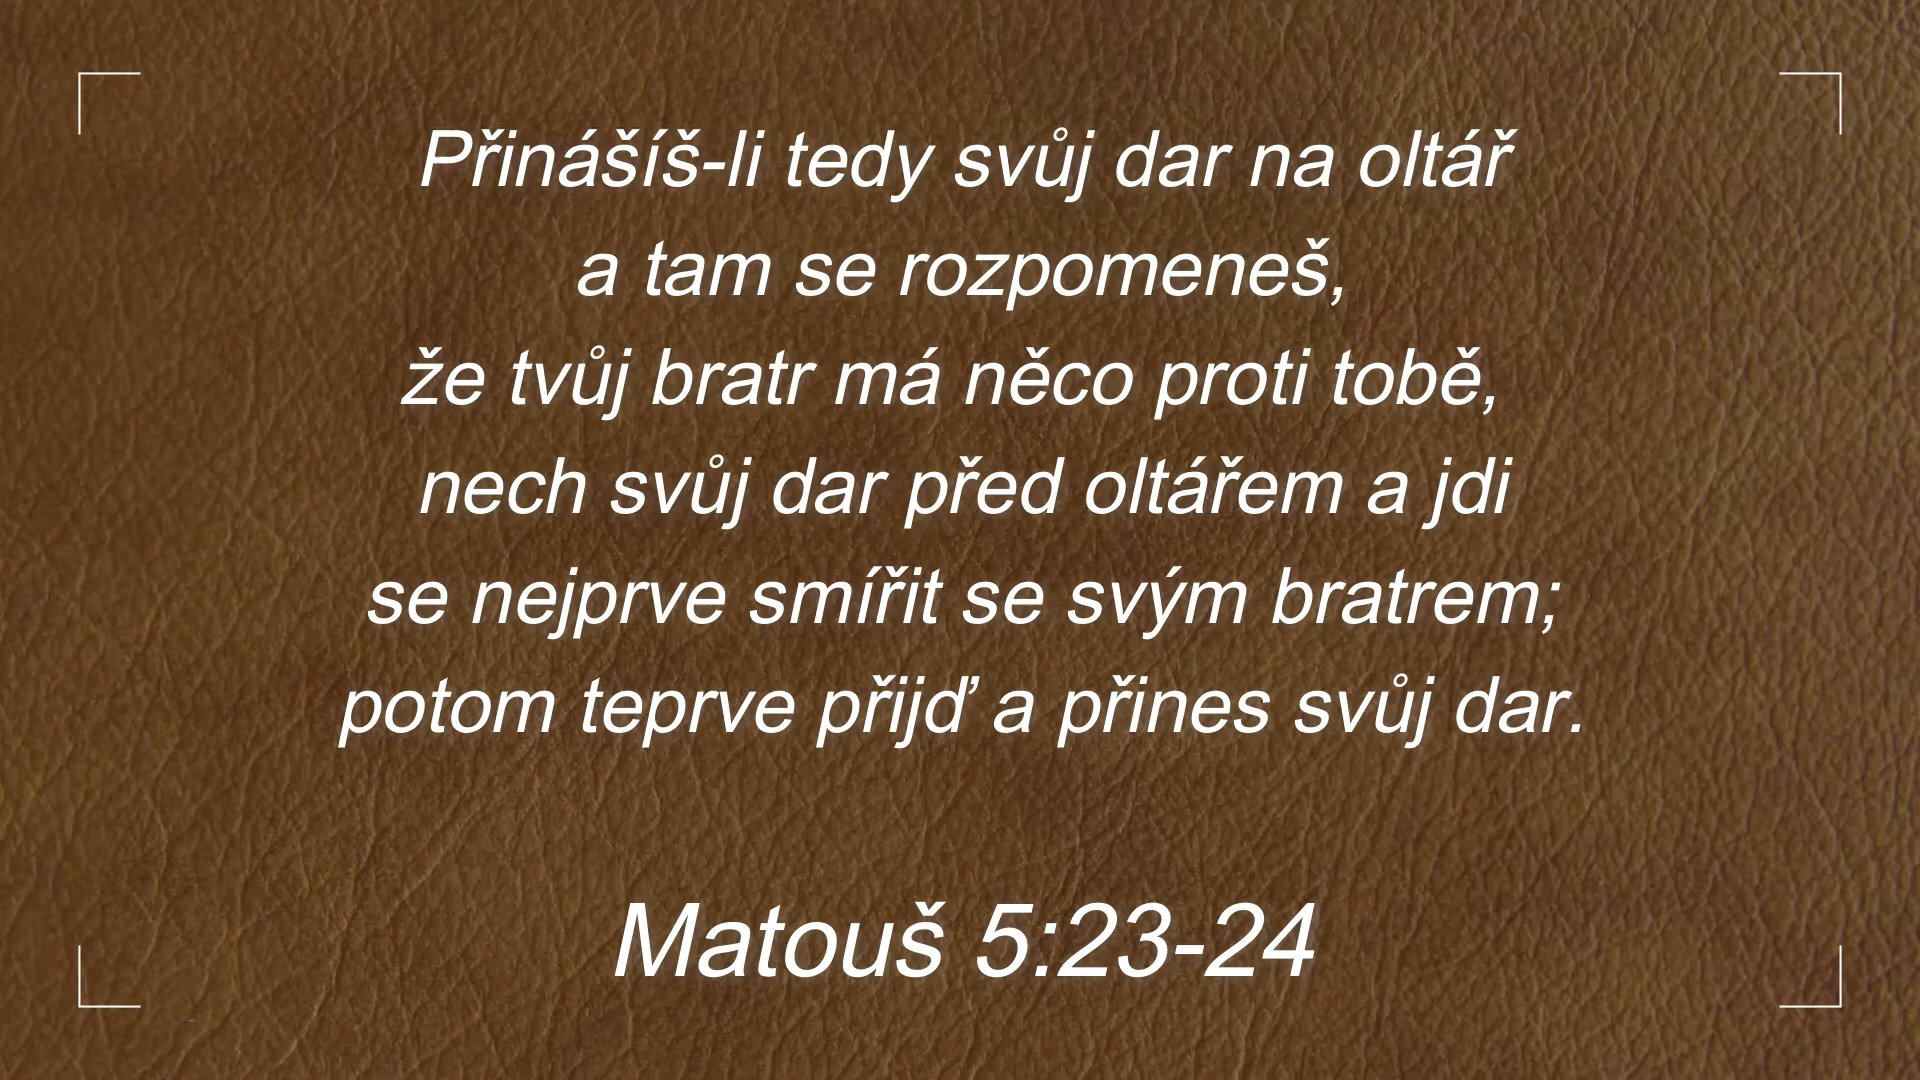 Přinášíš-li tedy svůj dar na oltář
a tam se rozpomeneš,
že tvůj bratr má něco proti tobě,
nech svůj dar před oltářem a jdi
se nejprve smířit se svým bratrem;
potom teprve přijď a přines svůj dar.
Matouš 5:23-24